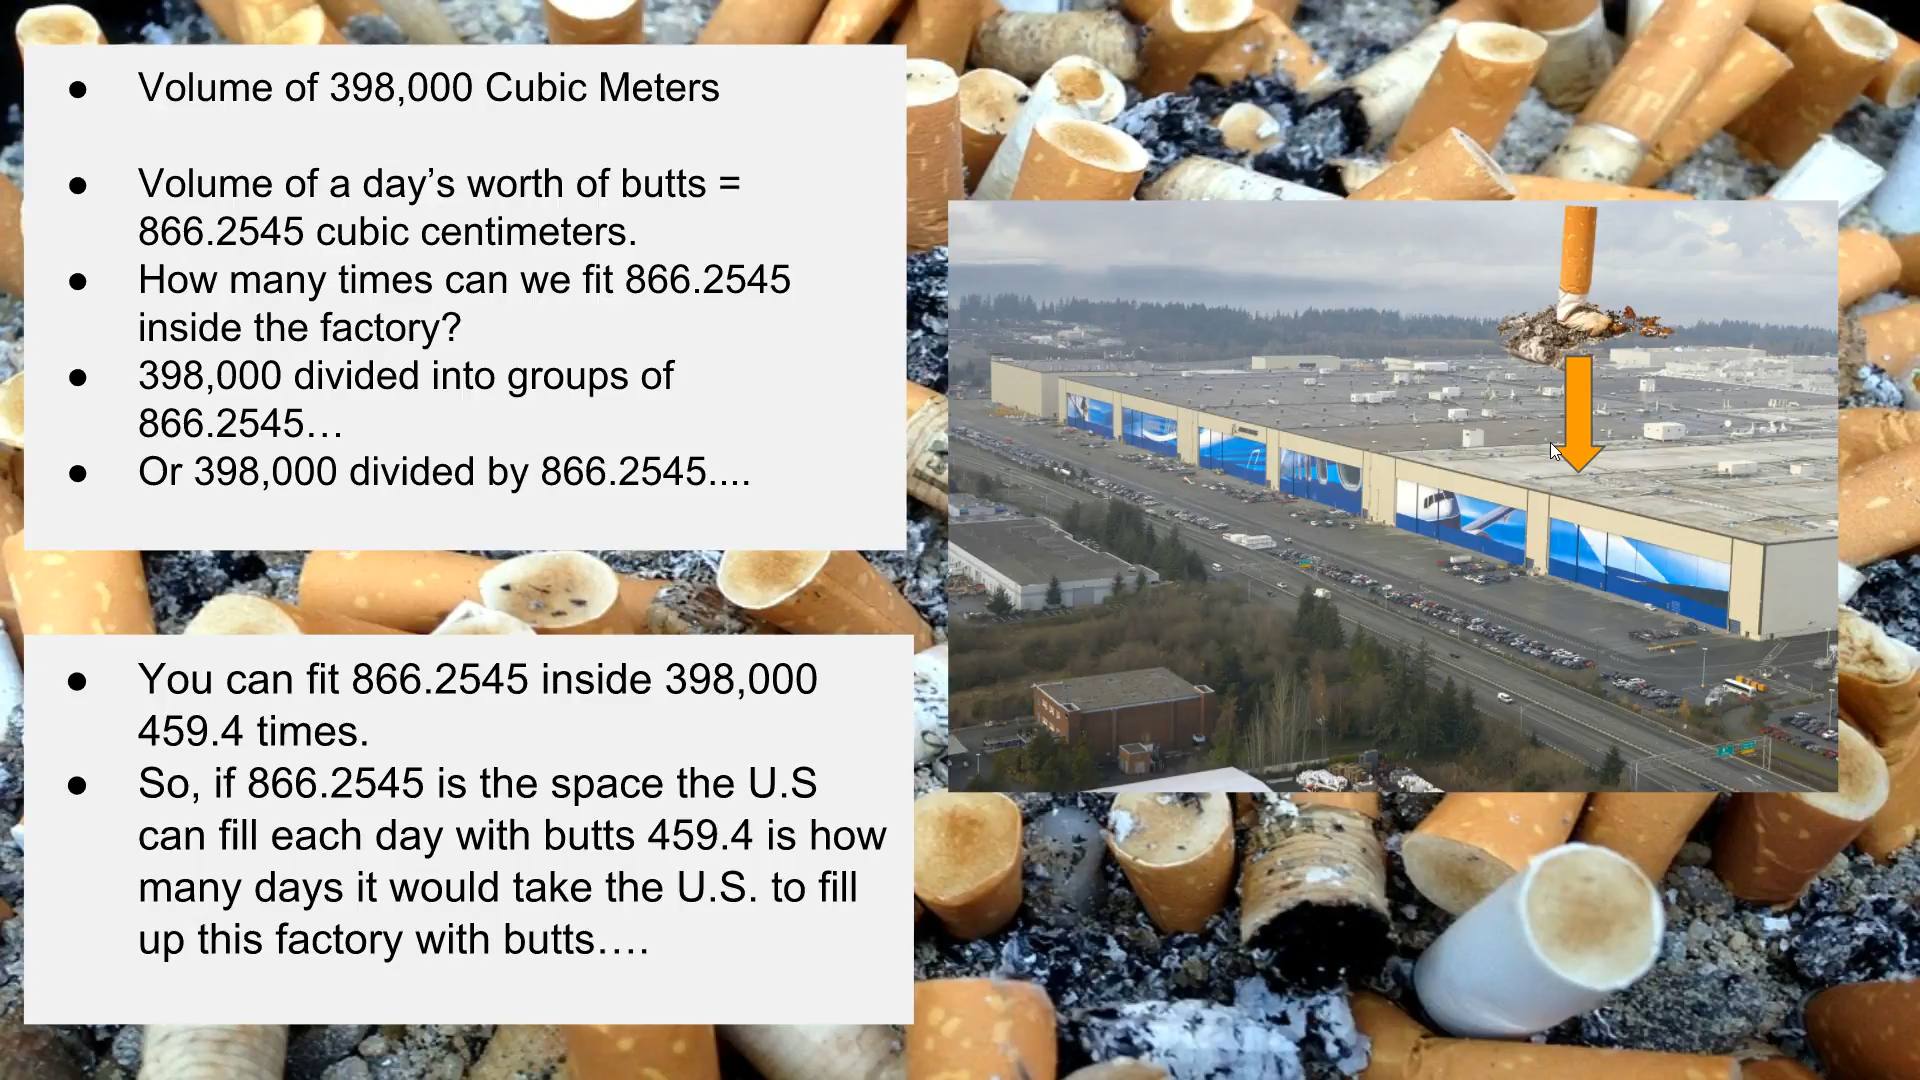 ● Volume of 398,000 Cubic Meters
● Volume of a day’s worth of butts =
866.2545 cubic centimeters.
● How many times can we fit 866.2545
inside the factory?
● 398,000 divided into groups of
866.2545…
● Or 398,000 divided by 866.2545....
● You can fit 866.2545 inside 398,000
459.4 times.
● So, if 866.2545 is the space the U.S
can fill each day with butts 459.4 is how
many days it would take the U.S. to fill
up this factory with butts….